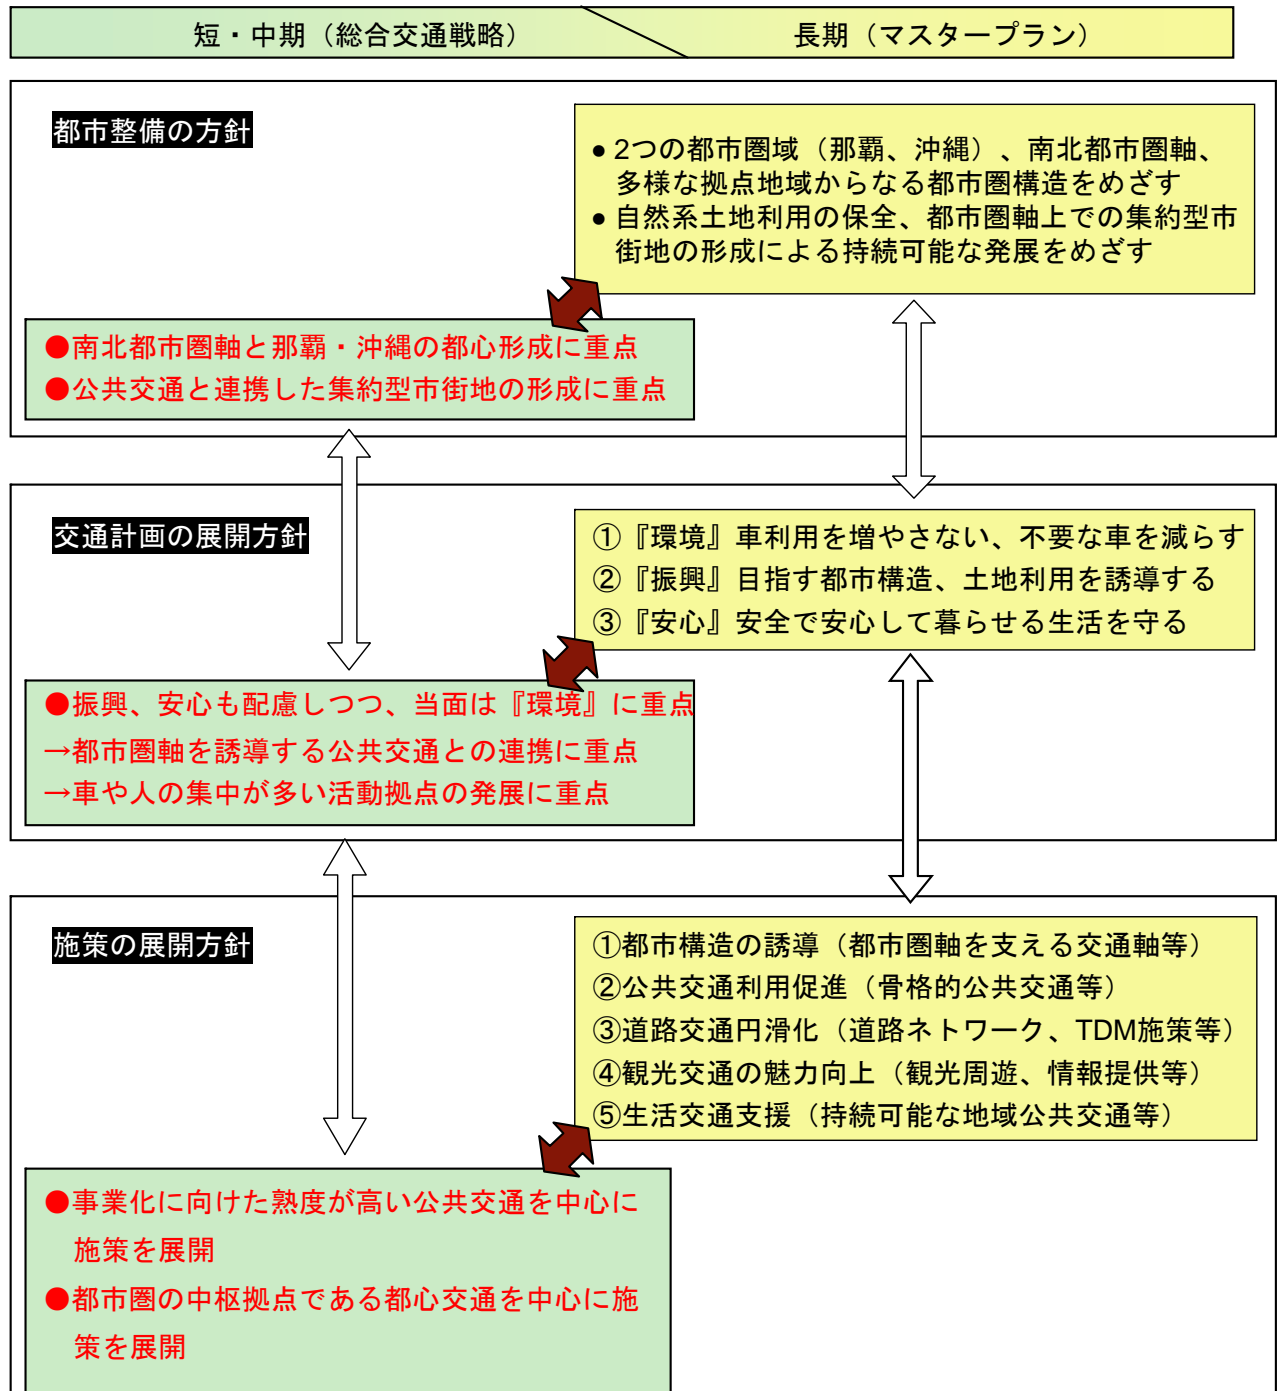 短・中期（総合交通戦略）
長期（マスタープラン）
都市整備の方針
●2つの都市圏域（那覇、沖縄）、南北都市圏軸、
多様な拠点地域からなる都市圏構造をめざす
●自然系土地利用の保全、都市圏軸上での集約型市
街地の形成による持続可能な発展をめざす
●南北都市圏軸と那覇・沖縄の都心形成に重点
●公共交通と連携した集約型市街地の形成に重点
交通計画の展開方針
①『環境』車利用を増やさない、不要な車を減らす
②『振興』目指す都市構造、土地利用を誘導する
③『安心』安全で安心して暮らせる生活を守る
●振興、安心も配慮しつつ、当面は『環境』に重点
→都市圏軸を誘導する公共交通との連携に重点
→車や人の集中が多い活動拠点の発展に重点
施策の展開方針
①都市構造の誘導（都市圏軸を支える交通軸等）
②公共交通利用促進（骨格的公共交通等）
③道路交通円滑化（道路ネットワーク、TDM施策等）
④観光交通の魅力向上（観光周遊、情報提供等）
⑤生活交通支援（持続可能な地域公共交通等）
●事業化に向けた熟度が高い公共交通を中心に
施策を展開
●都市圏の中枢拠点である都心交通を中心に施
策を展開